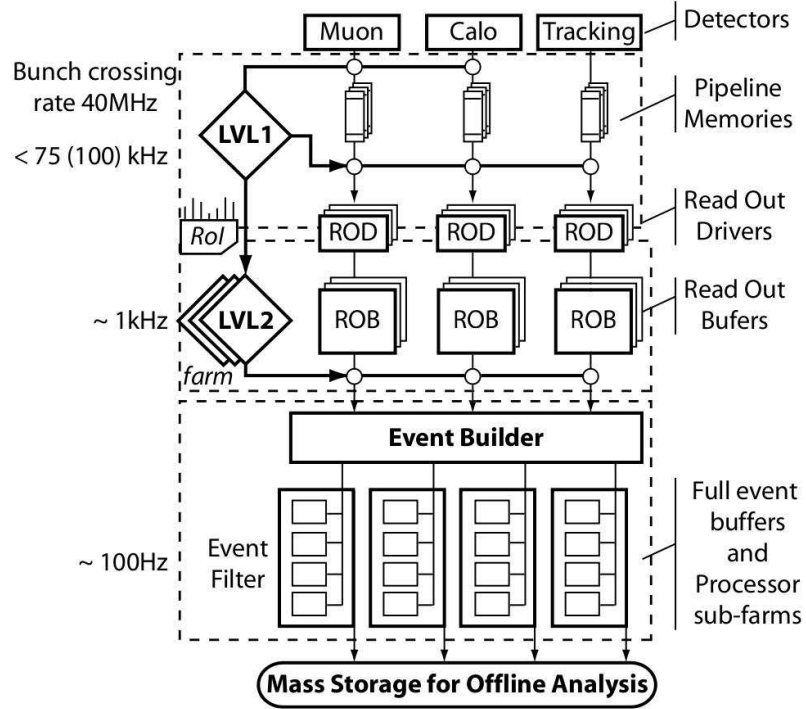 Muon
Calo
Tracking
Detectors
Bunch crossing
rate 40MHz
Pipeline
Memories
LVL1
< 75 (100) kHz
RoI
ROD
ROD
ROD
Read Out
Drivers
~ 1kHz
LVL2
ROB
ROB
ROB
Read Out
Bufers
farm
Event Builder
~ 100Hz
Event
Filter
Full event
buffers
and
Processor
sub-farms
Mass Storage for Offline Analysis